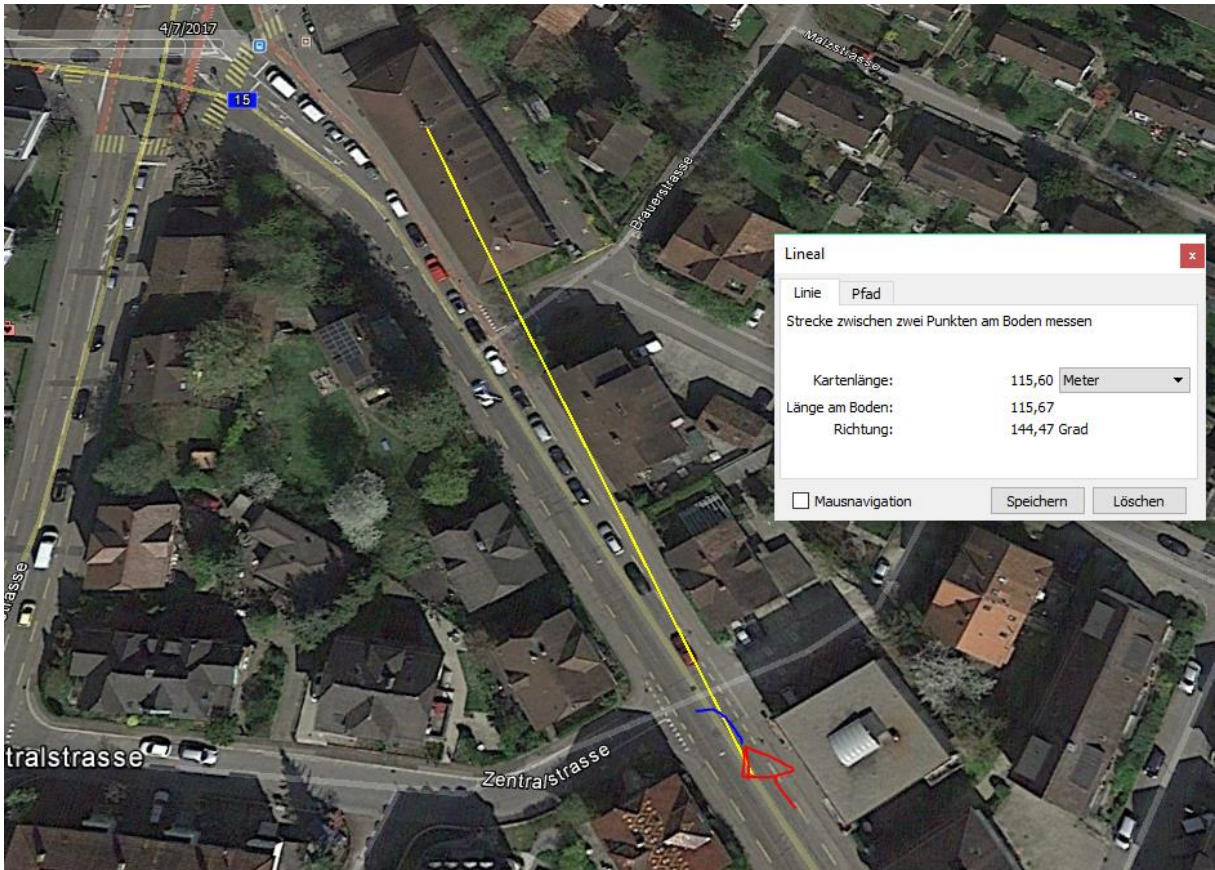 4/7/2017
15
Malzstrasse
Brauerstrasse
Lineal
x
Linie Pfad
Strecke zwischen zwei Punkten am Boden messen
Kartenlänge: 115,60 Meter
Länge am Boden: 115,67
Richtung: 144,47 Grad
Mausnavigation Speichern Löschen
strasse
tralstrasse
Zentralstrasse